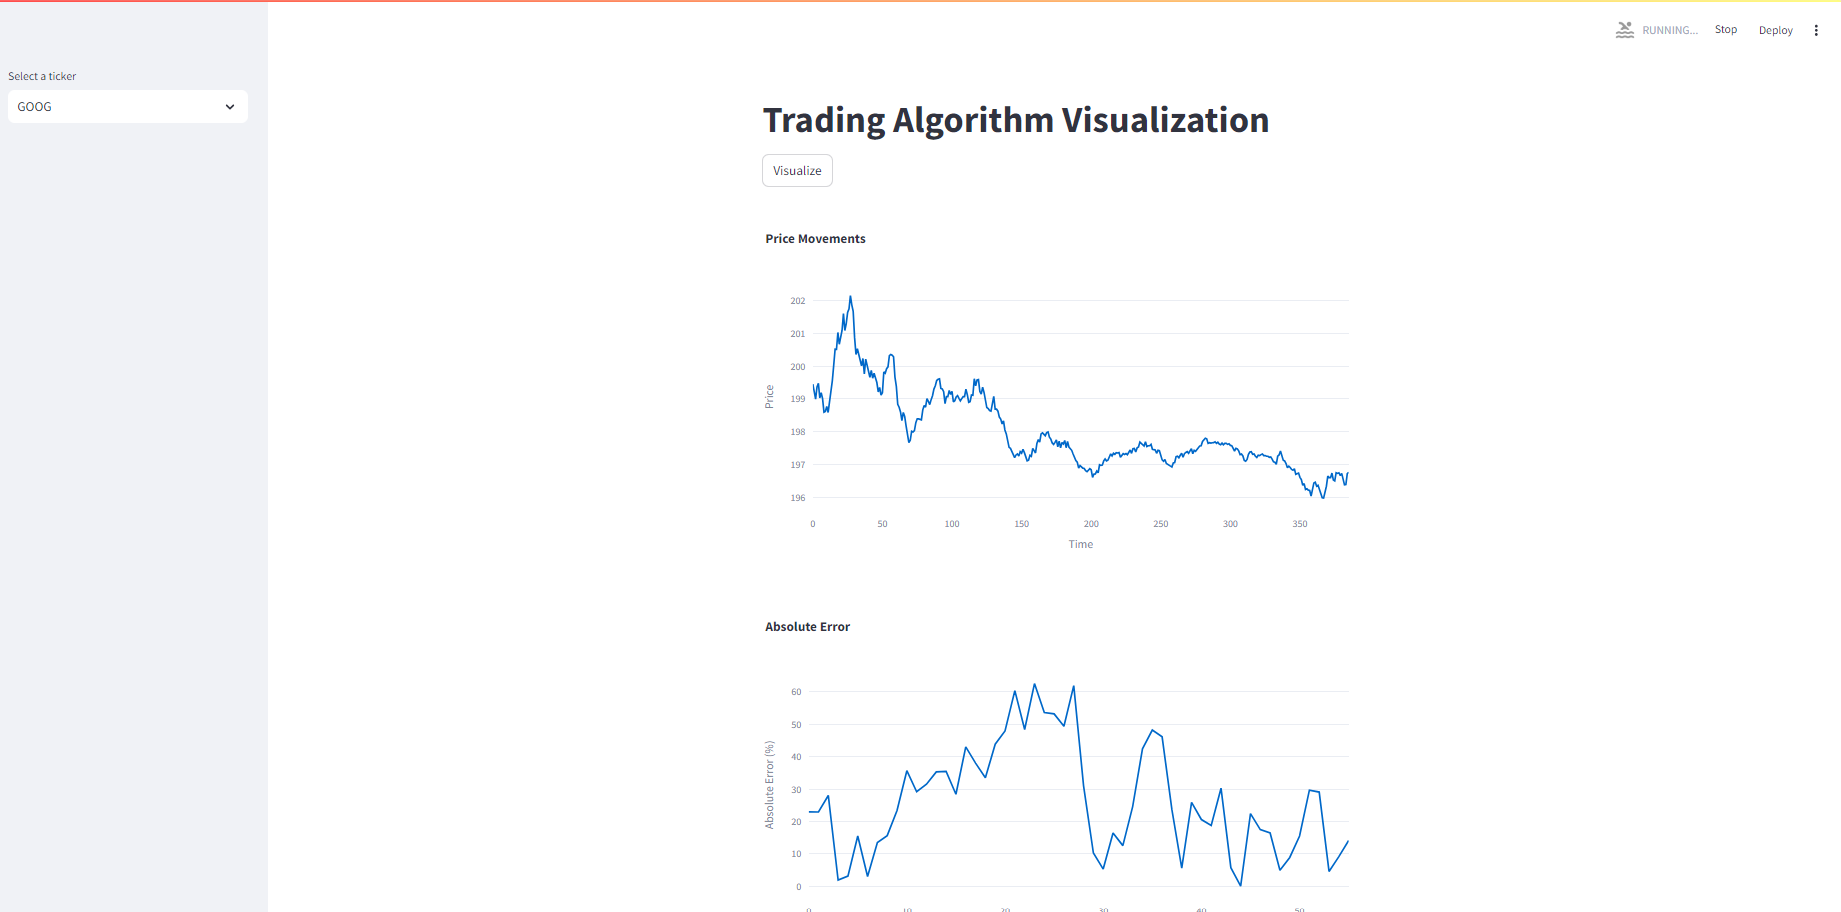 RUNNING...
Stop
Deploy
Select a ticker
GOOG
Trading Algorithm Visualization
Visualize
Price Movements
202
201
200
199
198
197
196
Price
0 50 100 150 200 250 300 350
Time
Absolute Error
60
50
40
30
20
10
0
Absolute Error (%)
0 10 20 30 40 50